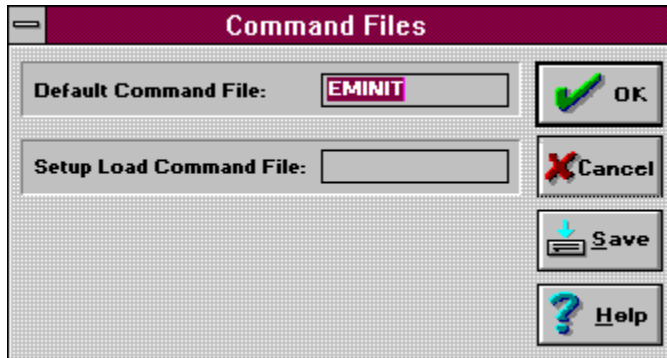 Command Files
Default Command File: EMINIT
OK
Setup Load Command File:
Cancel
Save
Help